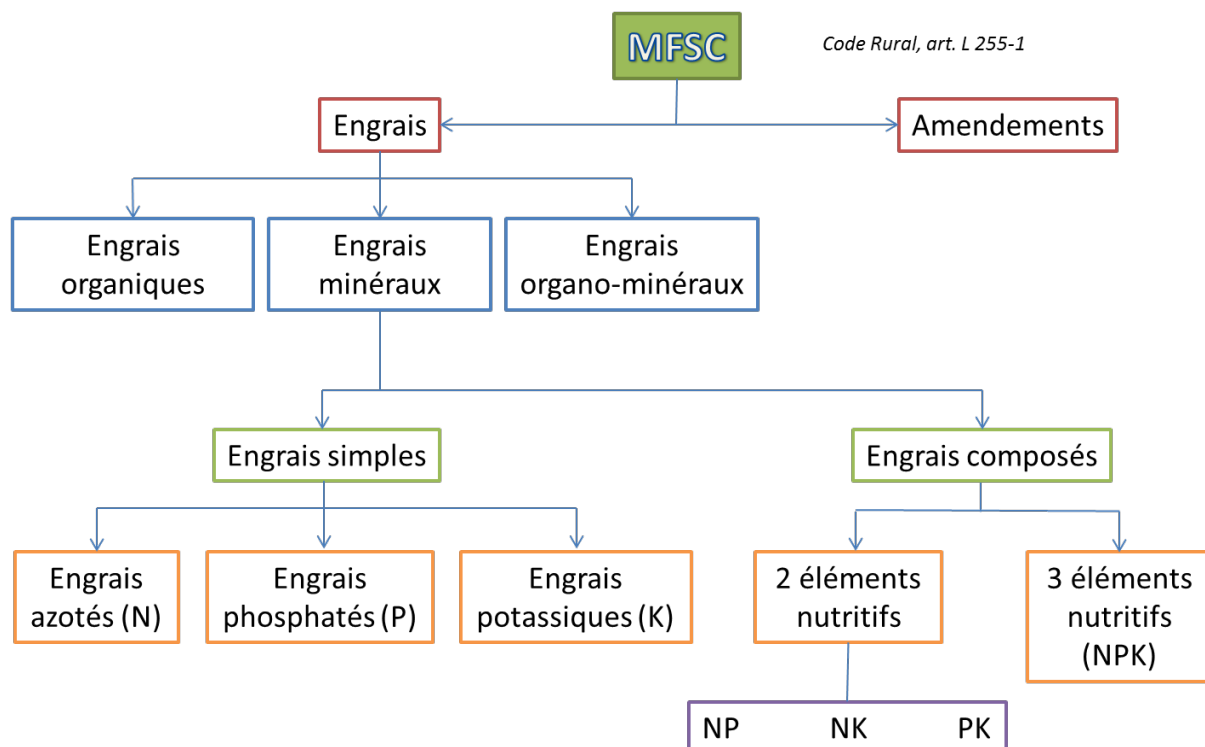 MFSC
Code Rural, art. L 255-1
Engrais
Amendements
Engrais
organiques
Engrais
minéraux
Engrais
organo-minéraux
Engrais simples
Engrais composés
Engrais
azotés (N)
Engrais
phosphatés (P)
Engrais
potassiques (K)
2 éléments
nutritifs
3 éléments
nutritifs
(NPK)
NP NK PK